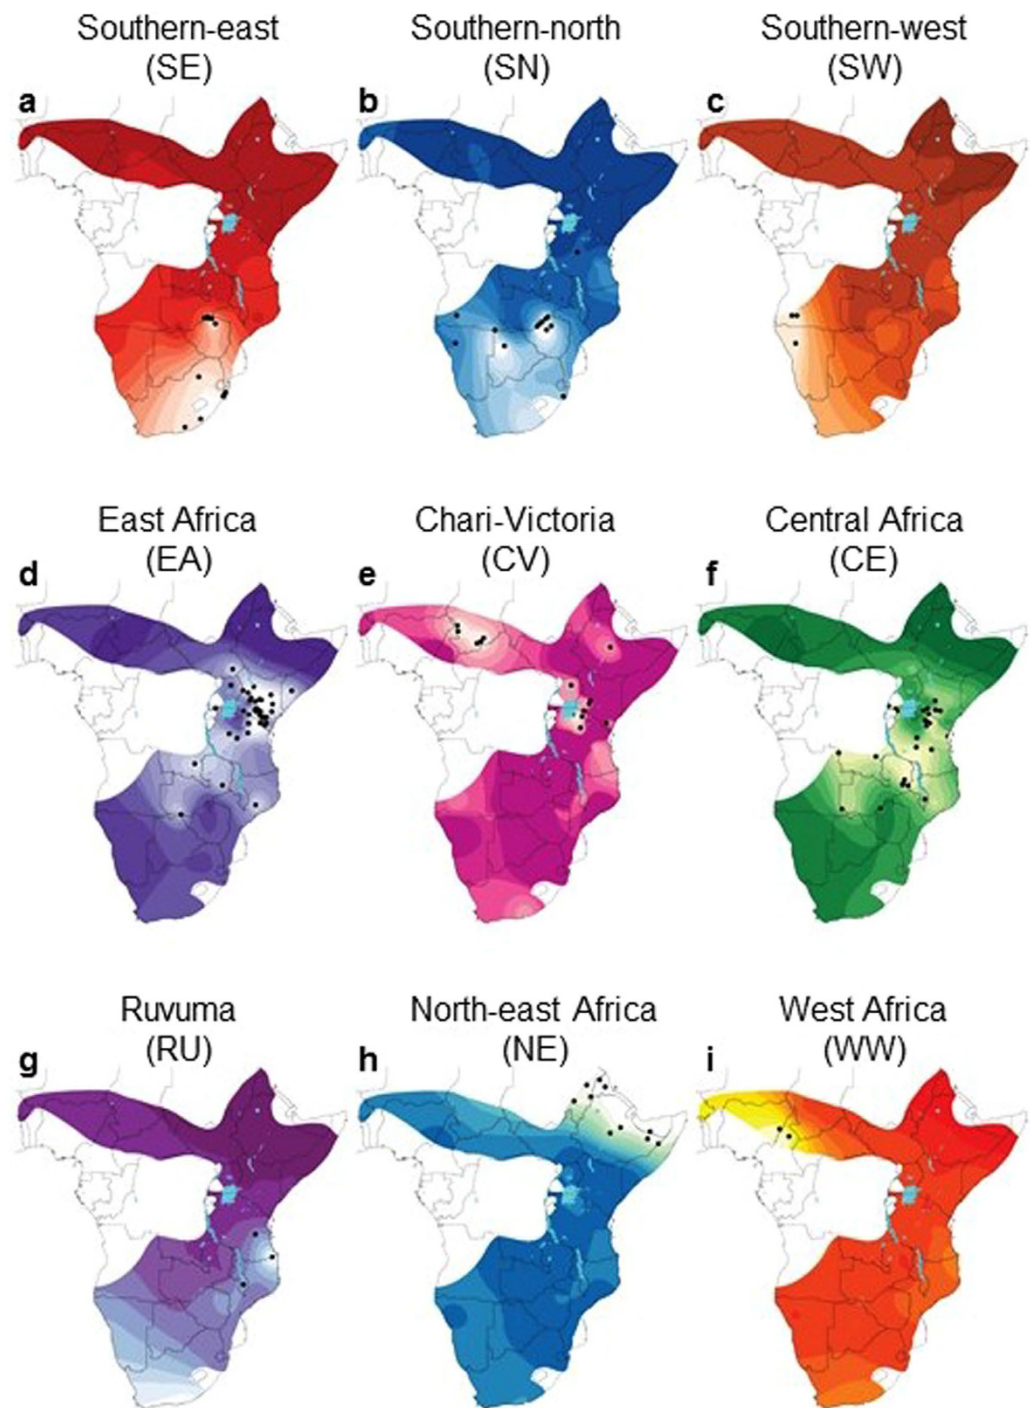 Southern-east
(SE)
Southern-north
(SN)
Southern-west
(SW)
a
b
c
East Africa
(EA)
Chari-Victoria
(CV)
Central Africa
(CE)
d
e
f
Ruvuma
(RU)
North-east Africa
(NE)
West Africa
(WW)
g
h
i